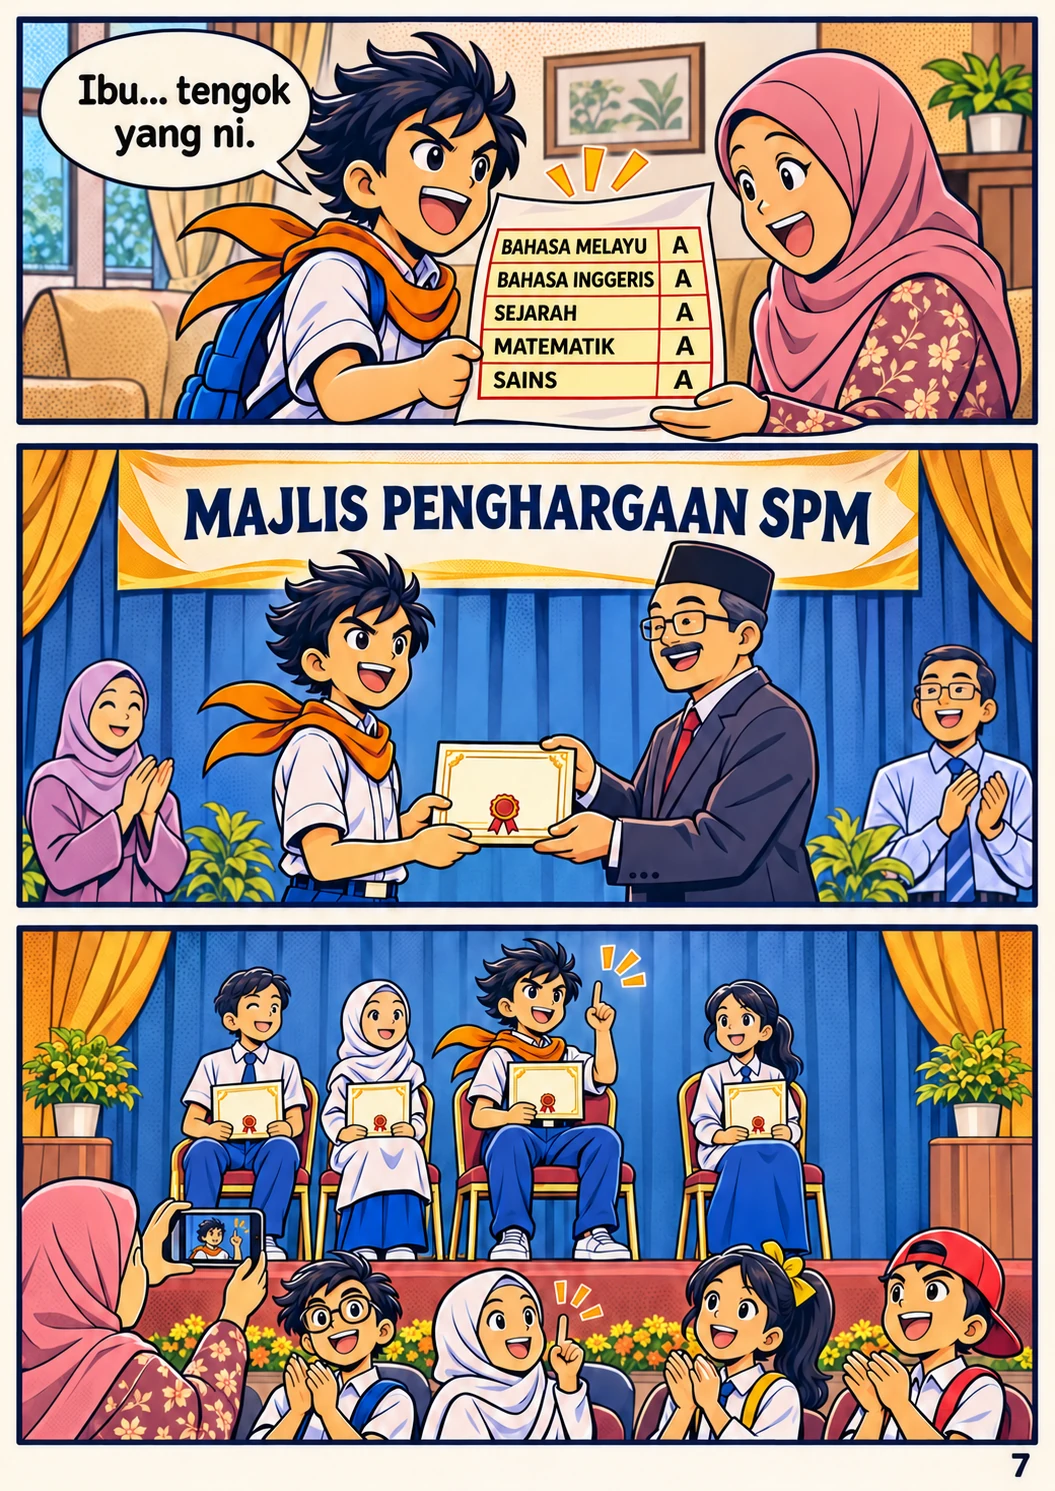 Ibu... tengok
yang ni.
BAHASA MELAYU A
BAHASA INGGERIS A
SEJARAH A
MATEMATIK A
SAINS A
MAJLIS PENGHARGAAN SPM
7